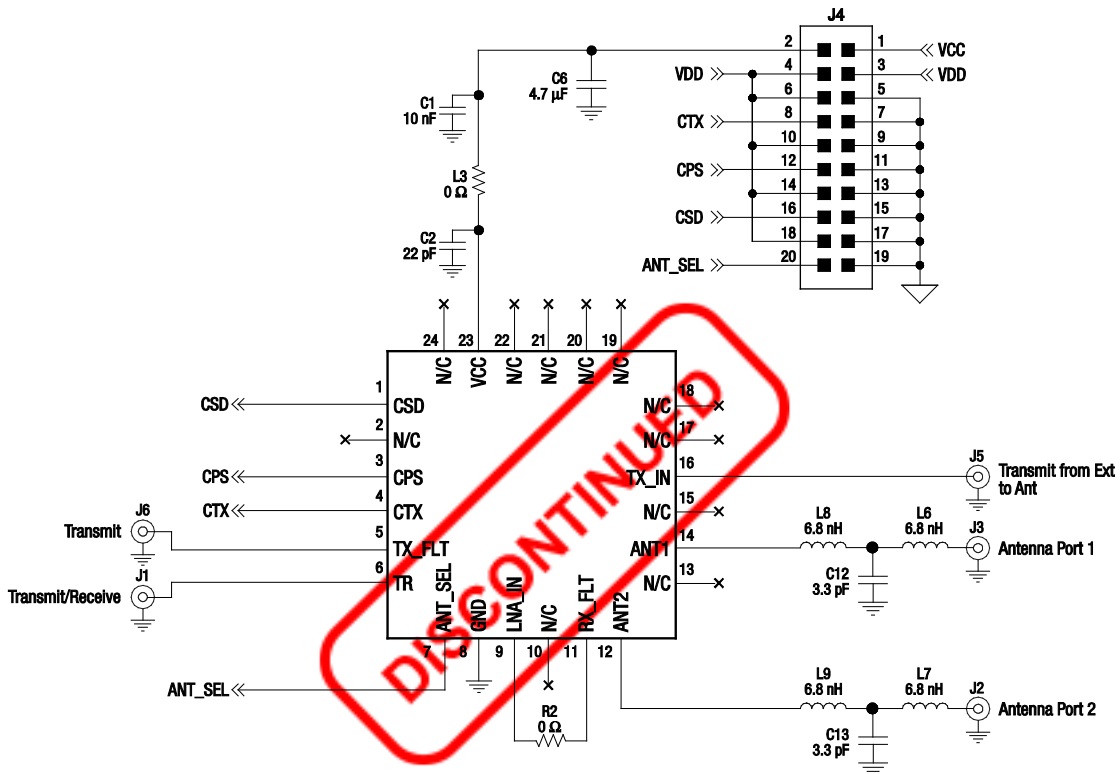 J4
2 1 VCC
VDD 4 3 VDD
6 5
CTX 8 7
10 9
CPS 12 11
14 13
CSD 16 15
18 17
ANT_SEL 20 19
C6
4.7 µF
C1
10 nF
L3
0 Ω
C2
22 pF
24 23 22 21 20 19
N/C VCC N/C N/C N/C N/C
1
CSD CSD
2
N/C
3
CPS CPS
4
CTX CTX
5
J6
Transmit
TX_FLT
6
J1
Transmit/Receive
TR
18
N/C
17
N/C
16
TX_IN
J5
Transmit from Ext
to Ant
15
N/C
14
ANT1
L8
6.8 nH
L6
6.8 nH
J3
Antenna Port 1
C12
3.3 pF
13
N/C
ANT_SEL GND LNA_IN N/C RX_FLT ANT2
7 8 9 10 11 12
ANT_SEL
R2
0 Ω
L9
6.8 nH
L7
6.8 nH
J2
Antenna Port 2
C13
3.3 pF
DISCONTINUED